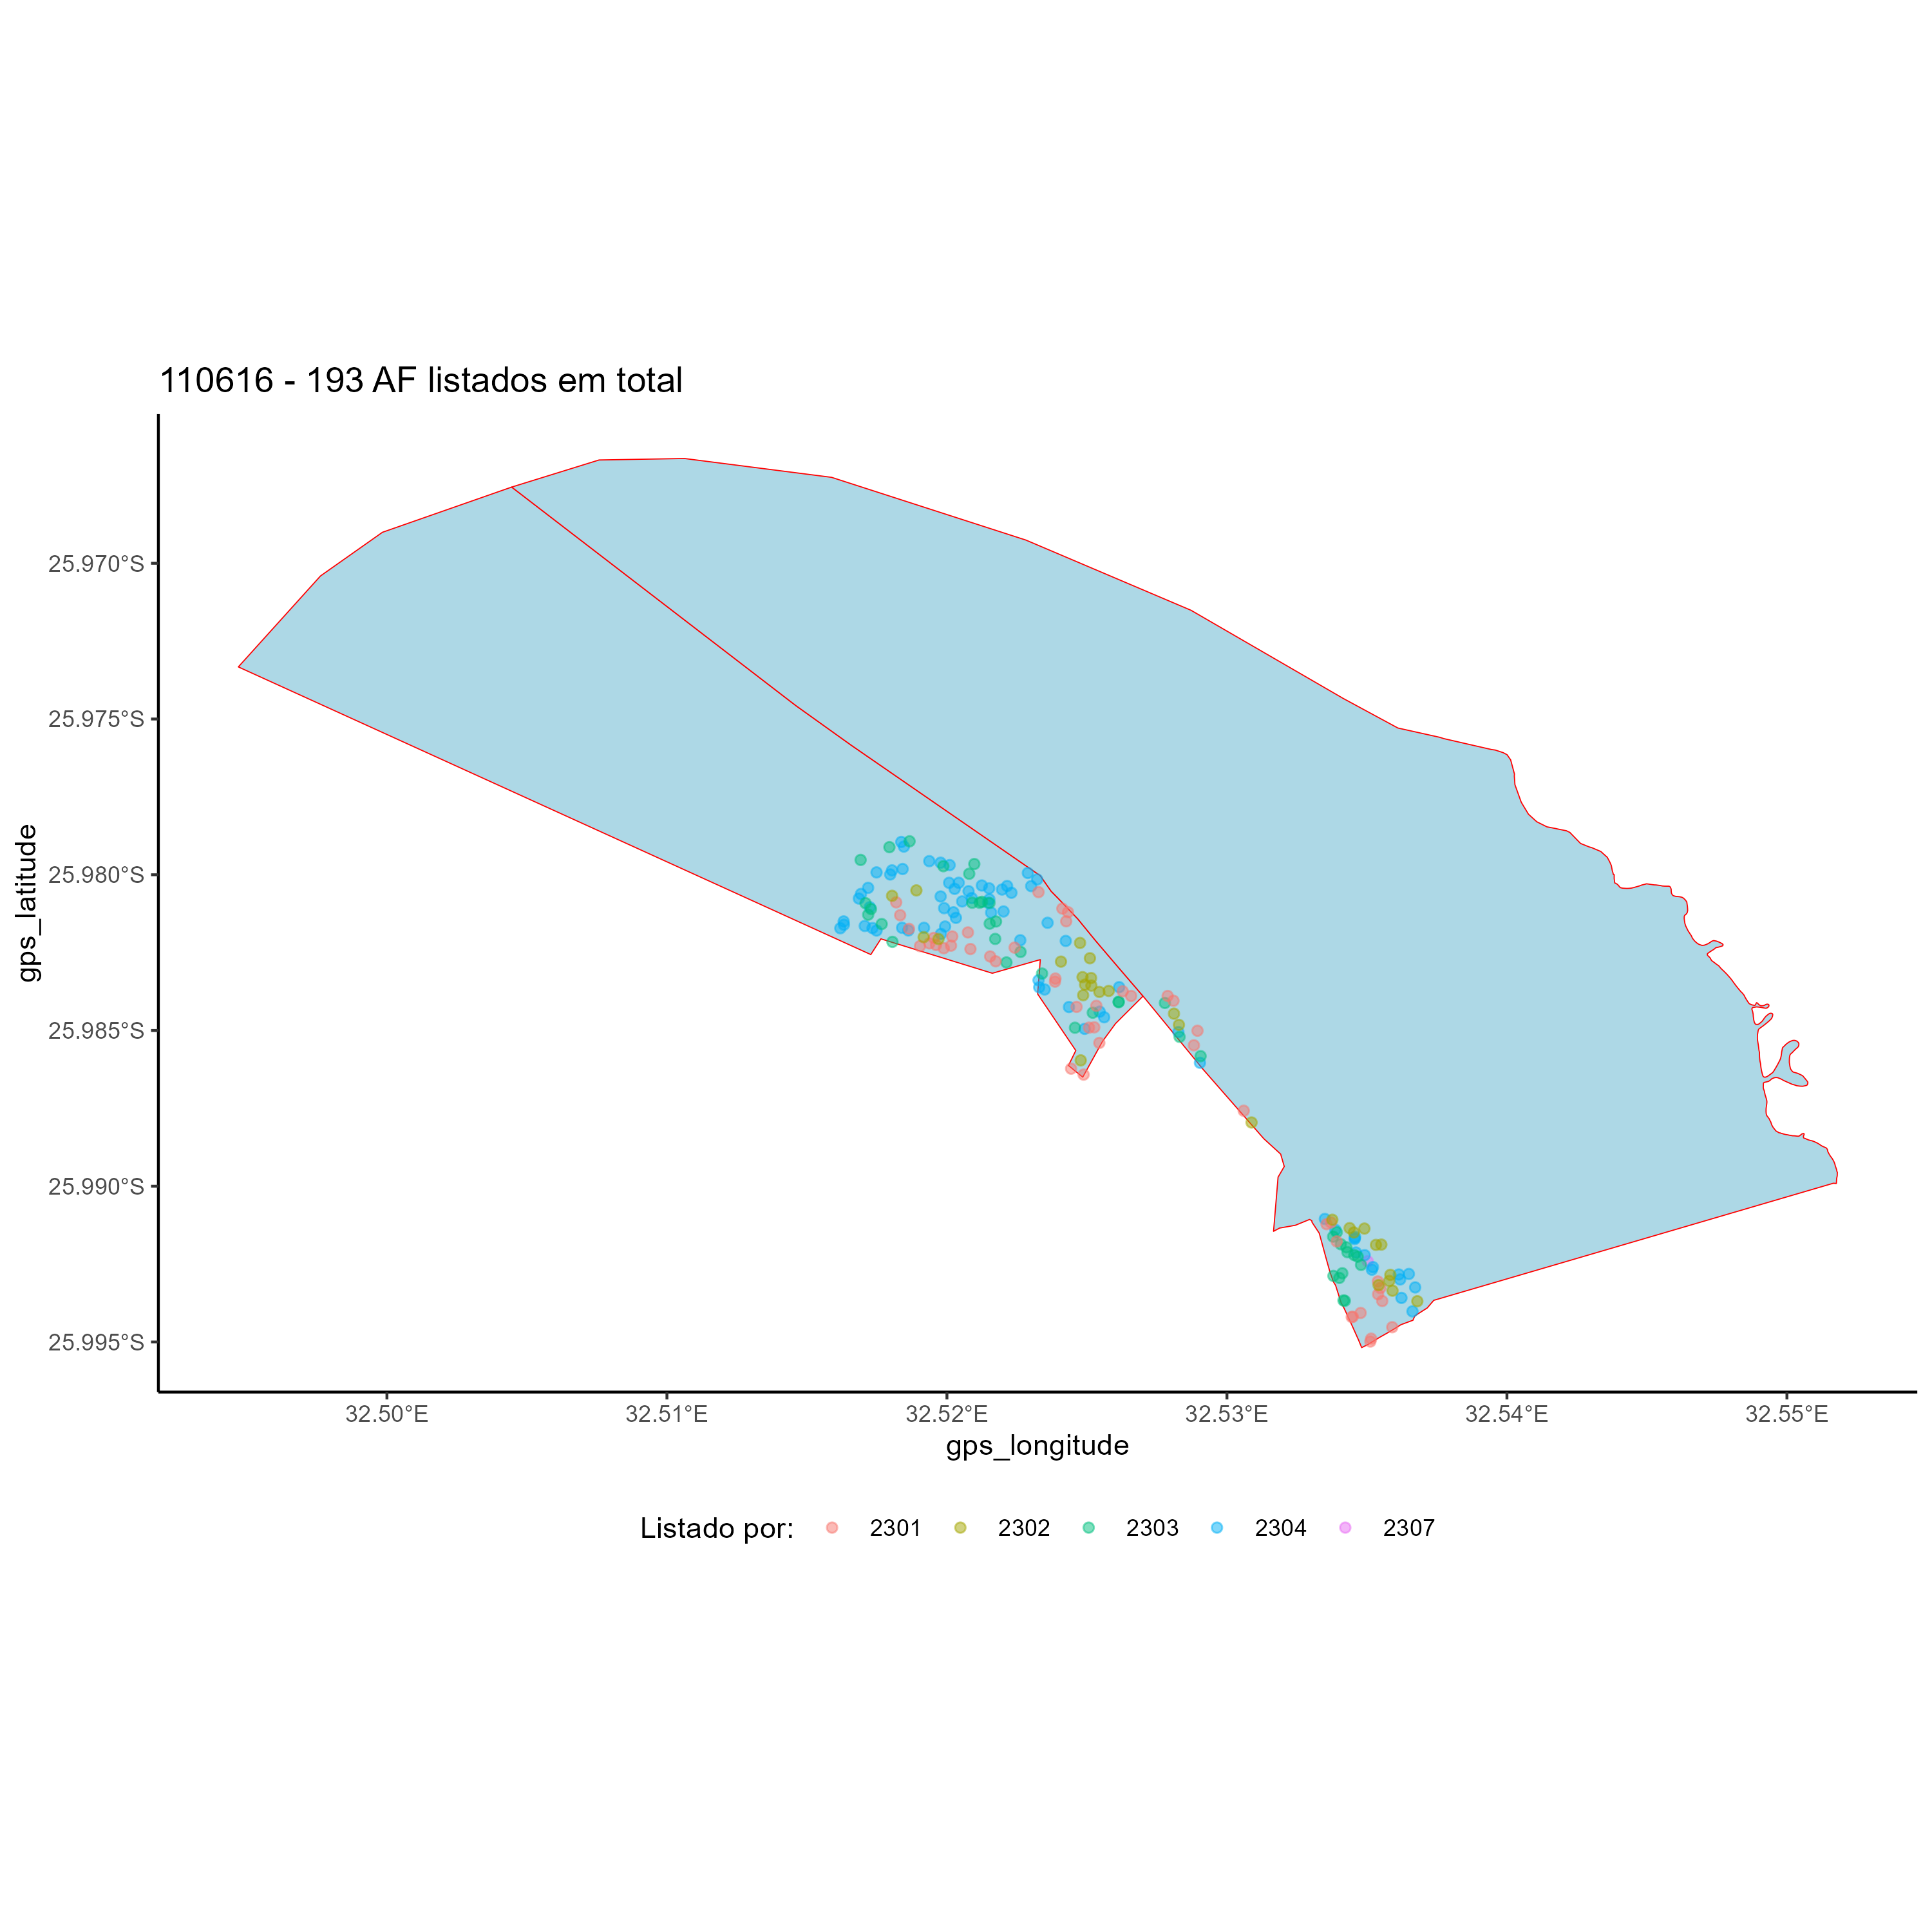 110616 - 193 AF listados em total
25.970°S
25.975°S
25.980°S
25.985°S
25.990°S
25.995°S
gps_latitude
32.50°E 32.51°E 32.52°E 32.53°E 32.54°E 32.55°E
gps_longitude
Listado por: 2301 2302 2303 2304 2307